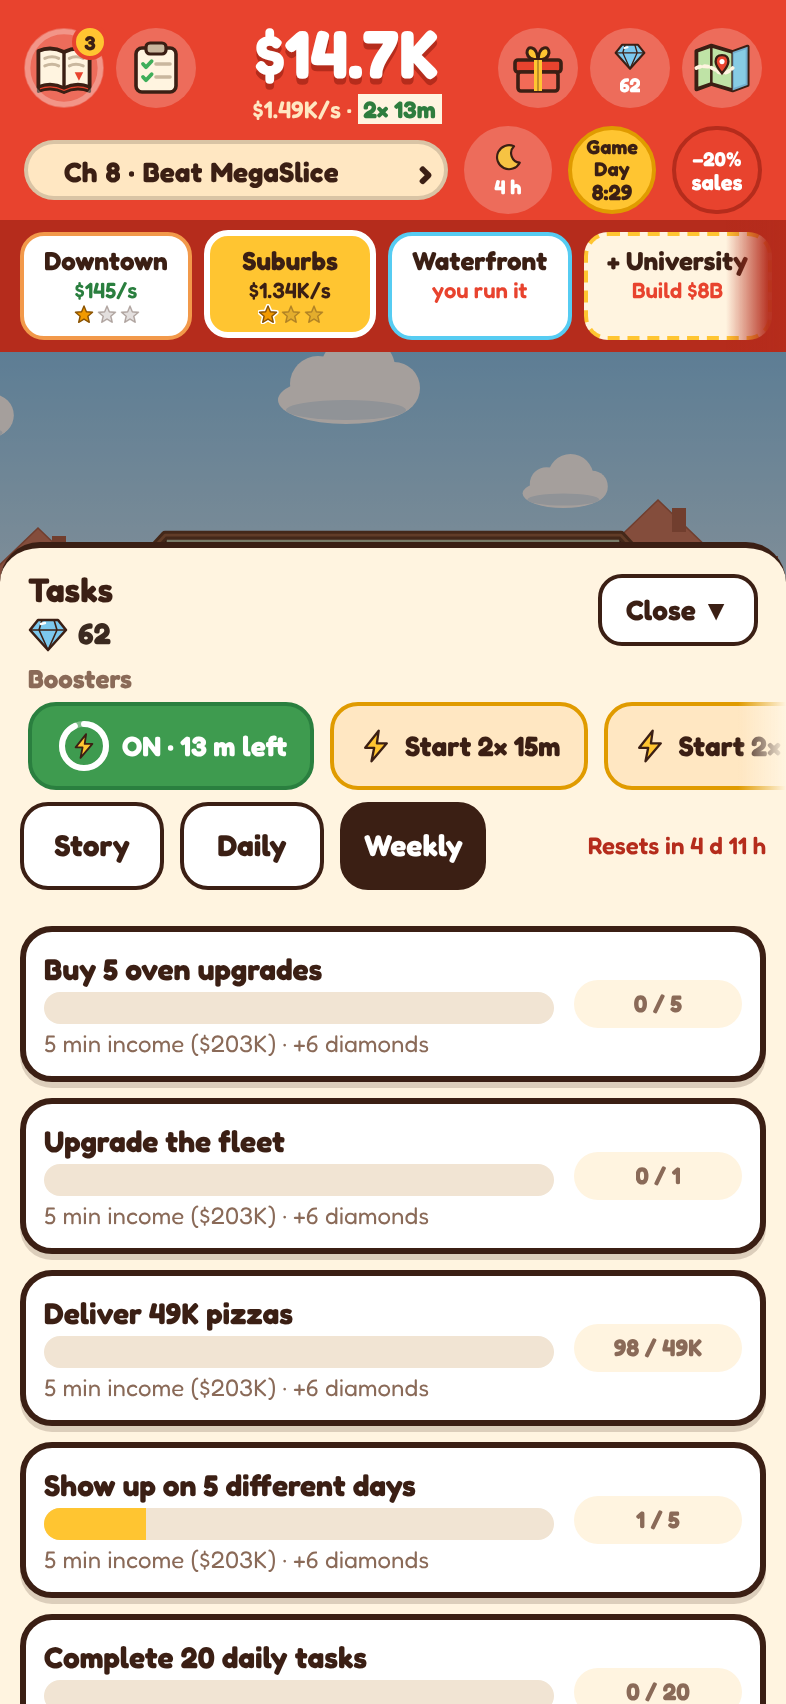 3
$14.7K
$1.49K/s · 2x 13m
62
Ch 8 · Beat MegaSlice ›
4 h
Game
Day
8:29
-20%
sales
Downtown
$145/s
Suburbs
$1.34K/s
Waterfront
you run it
+ University
Build $8B
Tasks
62
Close ▼
Boosters
ON · 13 m left
Start 2x 15m
Start 2x
Story
Daily
Weekly
Resets in 4 d 11 h
Buy 5 oven upgrades
0 / 5
5 min income ($203K) · +6 diamonds
Upgrade the fleet
0 / 1
5 min income ($203K) · +6 diamonds
Deliver 49K pizzas
98 / 49K
5 min income ($203K) · +6 diamonds
Show up on 5 different days
1 / 5
5 min income ($203K) · +6 diamonds
Complete 20 daily tasks
0 / 20